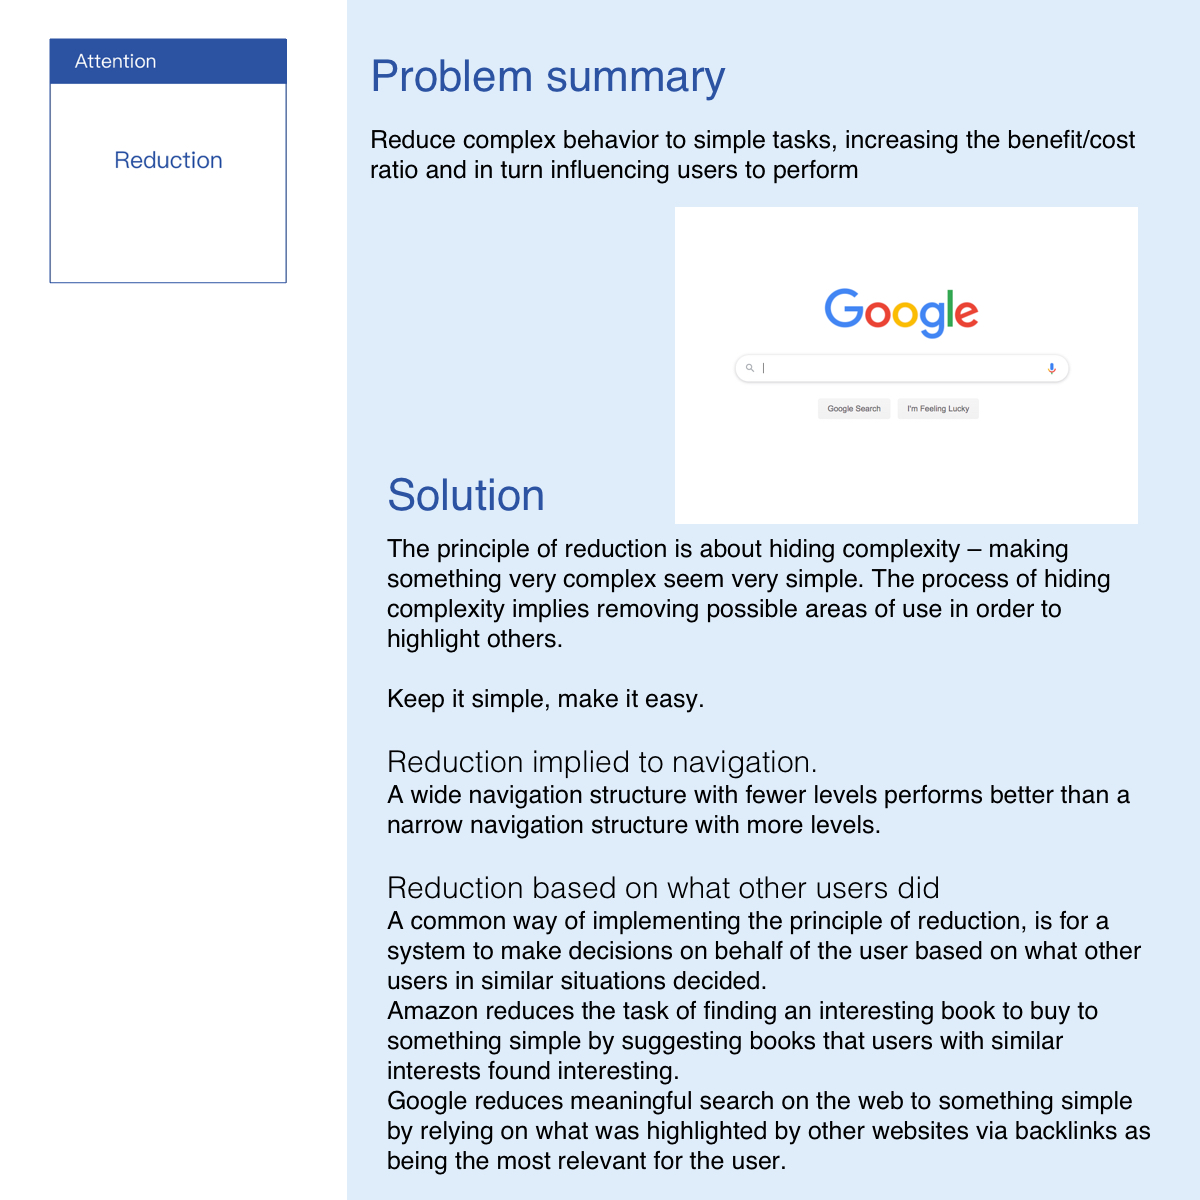 Attention
Reduction
Problem summary
Reduce complex behavior to simple tasks, increasing the benefit/cost
ratio and in turn influencing users to perform
Google
Google Search
I'm Feeling Lucky
Solution
The principle of reduction is about hiding complexity – making
something very complex seem very simple. The process of hiding
complexity implies removing possible areas of use in order to
highlight others.
Keep it simple, make it easy.
Reduction implied to navigation.
A wide navigation structure with fewer levels performs better than a
narrow navigation structure with more levels.
Reduction based on what other users did
A common way of implementing the principle of reduction, is for a
system to make decisions on behalf of the user based on what other
users in similar situations decided.
Amazon reduces the task of finding an interesting book to buy to
something simple by suggesting books that users with similar
interests found interesting.
Google reduces meaningful search on the web to something simple
by relying on what was highlighted by other websites via backlinks as
being the most relevant for the user.